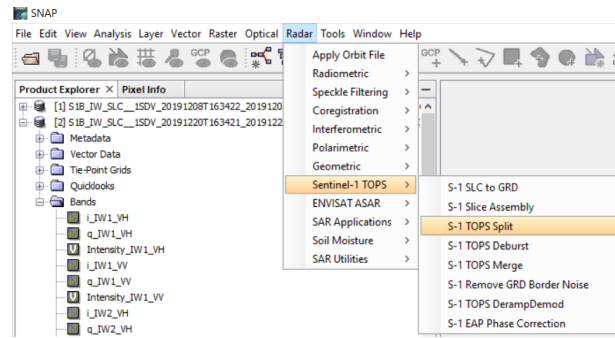 SNAP
File Edit View Analysis Layer Vector Raster Optical Radar Tools Window Help
GCP
GCP
Product Explorer × Pixel Info
[1] S1B_IW_SLC__1SDV_20191208T163422_2019120
[2] S1B_IW_SLC__1SDV_20191220T163421_2019122
Metadata
Vector Data
Tie-Point Grids
Quicklooks
Bands
i_IW1_VH
q_IW1_VH
V Intensity_IW1_VH
i_IW1_VV
q_IW1_VV
V Intensity_IW1_VV
i_IW2_VH
q_IW2_VH
Apply Orbit File
Radiometric
Speckle Filtering
Coregistration
Interferometric
Polarimetric
Geometric
Sentinel-1 TOPS
ENVISAT ASAR
SAR Applications
Soil Moisture
SAR Utilities
S-1 SLC to GRD
S-1 Slice Assembly
S-1 TOPS Split
S-1 TOPS Deburst
S-1 TOPS Merge
S-1 Remove GRD Border Noise
S-1 TOPS DerampDemod
S-1 EAP Phase Correction